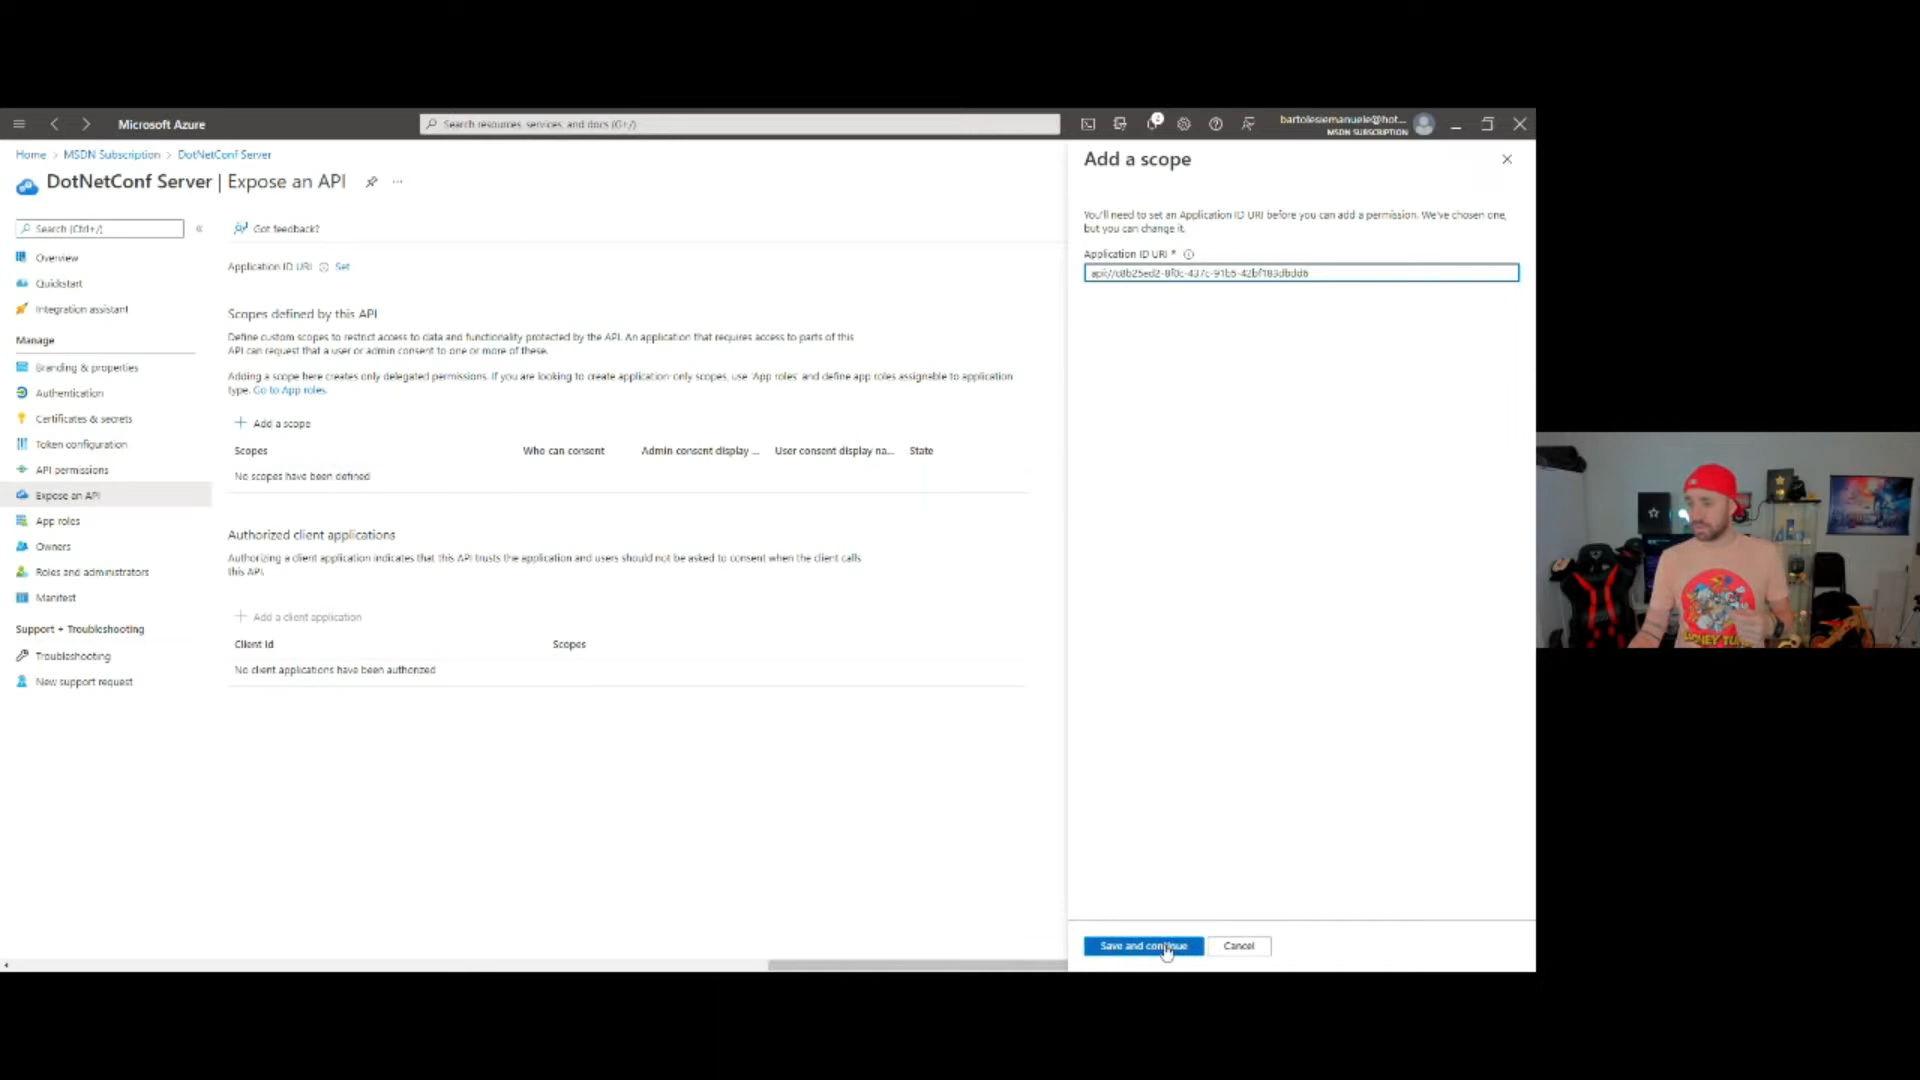 Microsoft Azure
Search resources, services, and docs (G+/)
2
bartolesiemanuele@hot...
MSDN SUBSCRIPTION
Home > MSDN Subscription > DotNetConf Server
DotNetConf Server | Expose an API
...
Search (Ctrl+/)
«
Overview
Quickstart
Integration assistant
Manage
Branding & properties
Authentication
Certificates & secrets
Token configuration
API permissions
Expose an API
App roles
Owners
Roles and administrators
Manifest
Support + Troubleshooting
Troubleshooting
New support request
Got feedback?
Application ID URI Set
Scopes defined by this API
Define custom scopes to restrict access to data and functionality protected by the API. An application that requires access to parts of this
API can request that a user or admin consent to one or more of these.
Adding a scope here creates only delegated permissions. If you are looking to create application-only scopes, use 'App roles' and define app roles assignable to application
type. Go to App roles.
Add a scope
Scopes Who can consent Admin consent display ... User consent display na... State
No scopes have been defined
Authorized client applications
Authorizing a client application indicates that this API trusts the application and users should not be asked to consent when the client calls
this API.
Add a client application
Client Id Scopes
No client applications have been authorized
Add a scope
You'll need to set an Application ID URI before you can add a permission. We've chosen one,
but you can change it.
Application ID URI *
Save and continue
Cancel